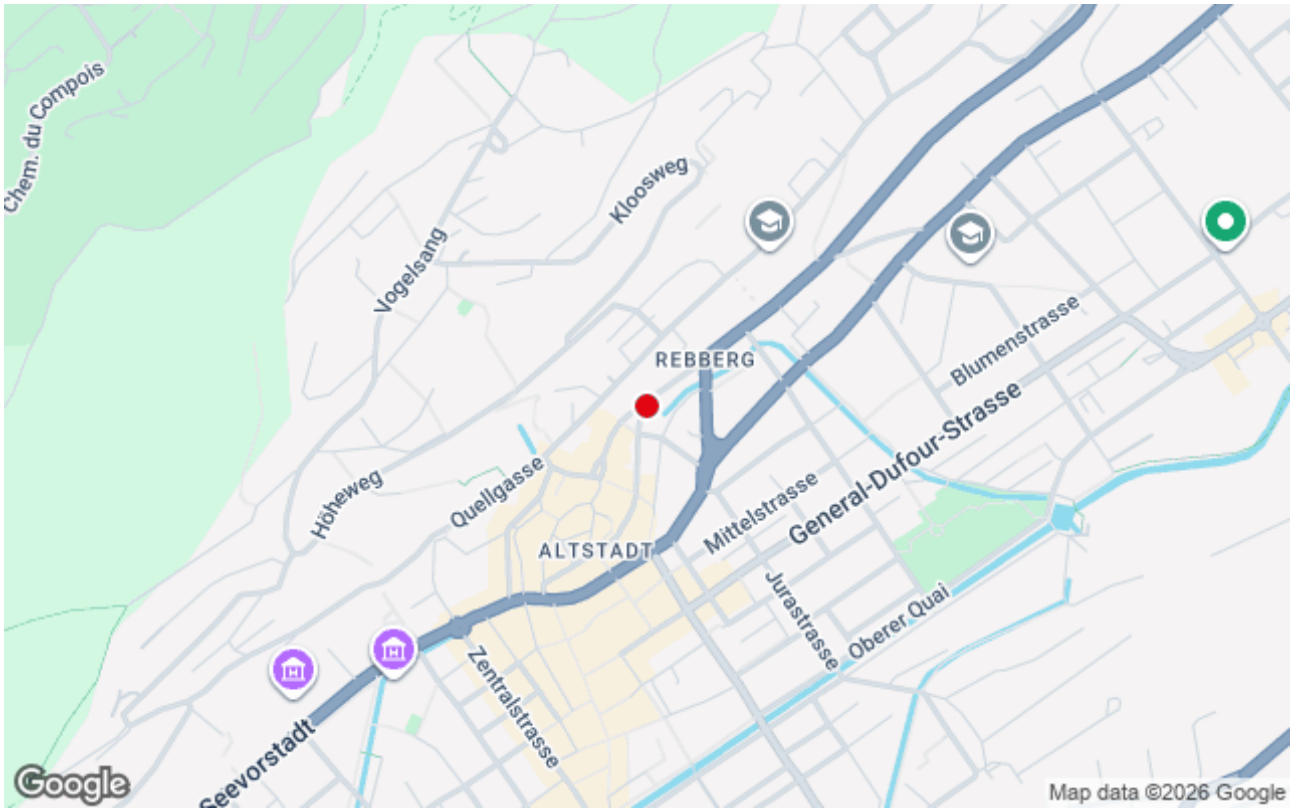 Chem. du Compois
Kloosweg
Vogelsang
REBBERG
Blumenstrasse
General-Dufour-Strasse
Höheweg
Quellgasse
Mittelstrasse
ALTSTADT
Jurastrasse
Oberer Quai
Zentralstrasse
Seevorstadt
Google
Map data ©2026 Google